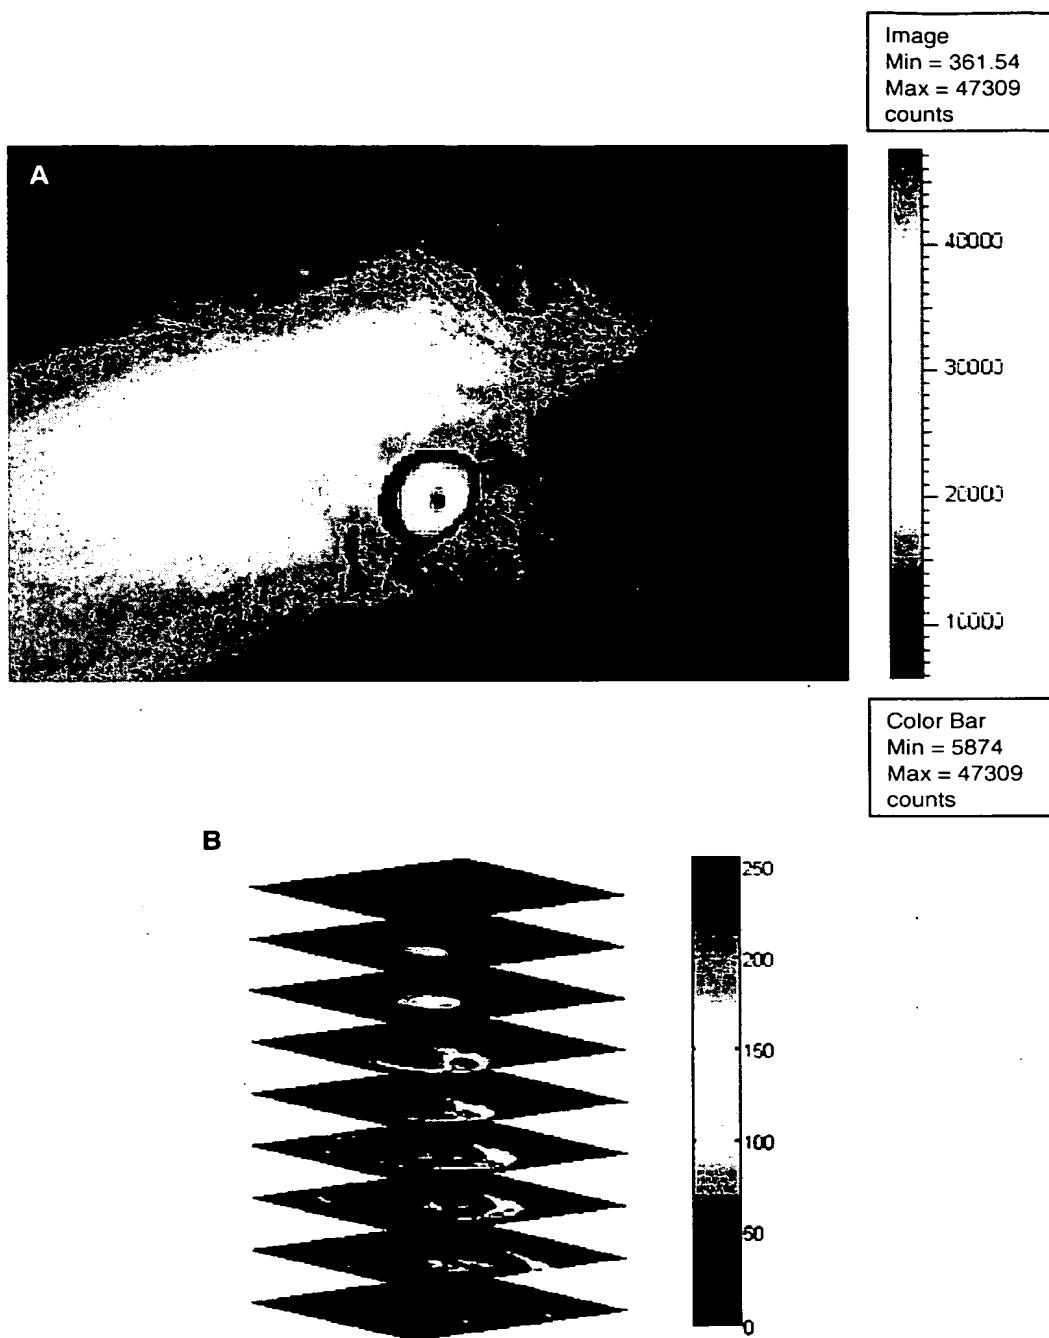 Image
Min = 361.54
Max = 47309
counts
A
40000
30000
20000
10000
Color Bar
Min = 5874
Max = 47309
counts
B
250
200
150
100
50
0